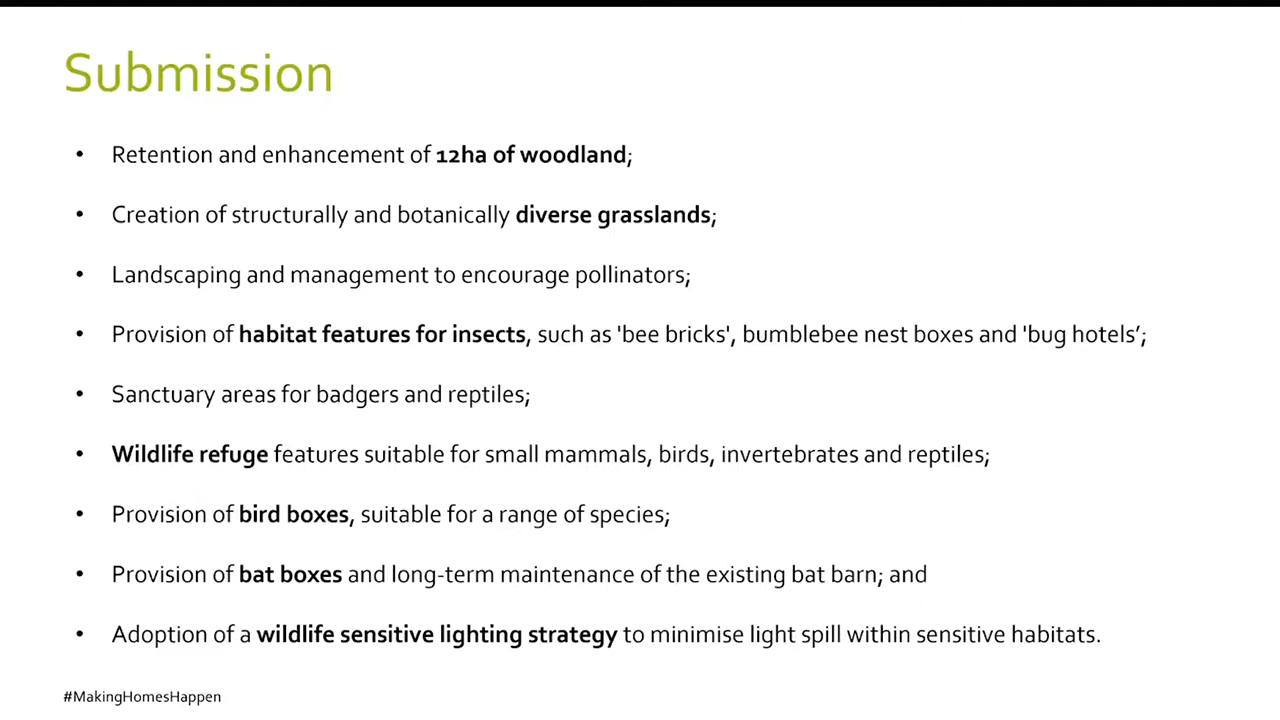 Submission
• Retention and enhancement of 12ha of woodland;
• Creation of structurally and botanically diverse grasslands;
• Landscaping and management to encourage pollinators;
• Provision of habitat features for insects, such as 'bee bricks', bumblebee nest boxes and 'bug hotels’;
• Sanctuary areas for badgers and reptiles;
• Wildlife refuge features suitable for small mammals, birds, invertebrates and reptiles;
• Provision of bird boxes, suitable for a range of species;
• Provision of bat boxes and long-term maintenance of the existing bat barn; and
• Adoption of a wildlife sensitive lighting strategy to minimise light spill within sensitive habitats.
#MakingHomesHappen